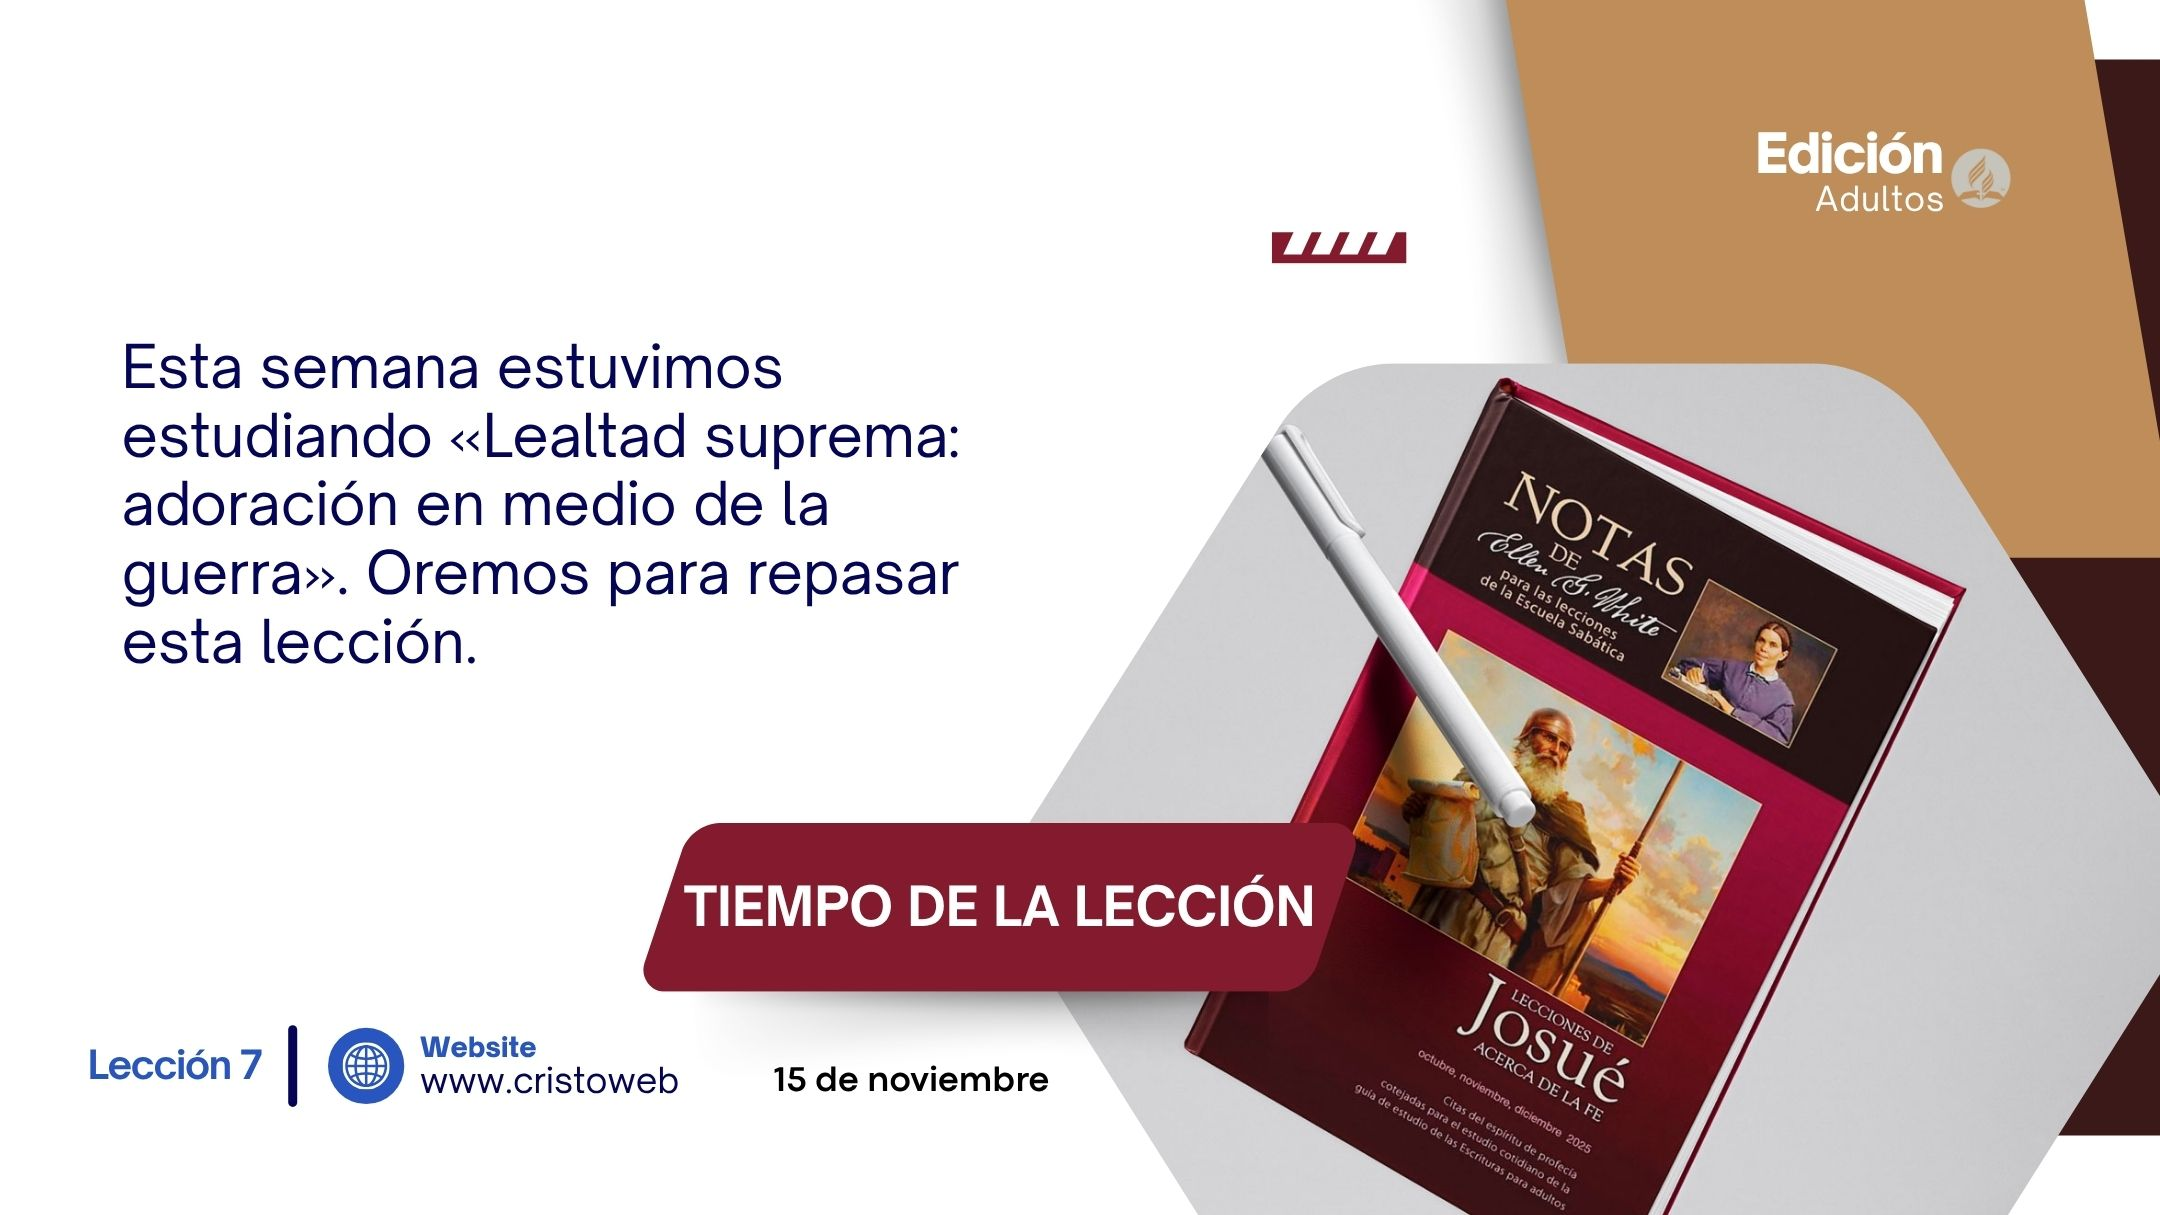 Edición
Adultos
Esta semana estuvimos
estudiando «Lealtad suprema:
adoración en medio de la
guerra». Oremos para repasar
esta lección.
NOTAS
DE
Ellen G. White
para las lecciones
de la Escuela Sabática
TIEMPO DE LA LECCIÓN
LECCIONES DE
Josué
ACERCA DE LA FE
octubre, noviembre, diciembre 2025
Citas del espíritu de profecía
cotejadas para el estudio cotidiano de la
guía de estudio de las Escrituras para adultos
Lección 7
Website
www.cristoweb
15 de noviembre